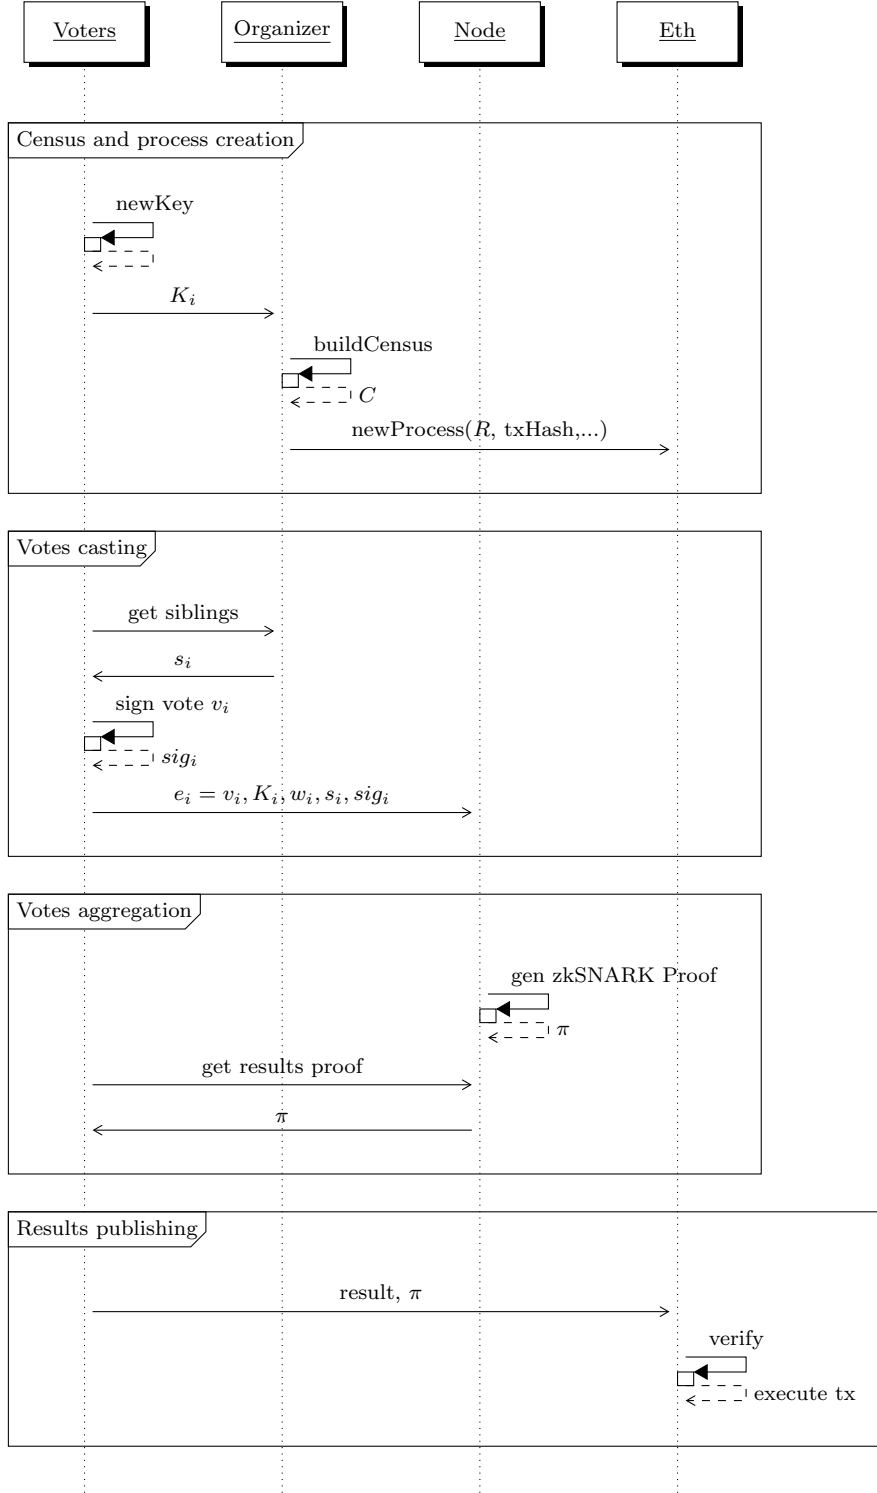 Voters
Organizer
Node
Eth
Census and process creation
newKey
K_i
buildCensus
C
newProcess(R, txHash,...)
Votes casting
get siblings
s_i
sign vote v_i
sig_i
e_i = v_i, K_i, w_i, s_i, sig_i
Votes aggregation
gen zkSNARK Proof
π
get results proof
π
Results publishing
result, π
verify
execute tx